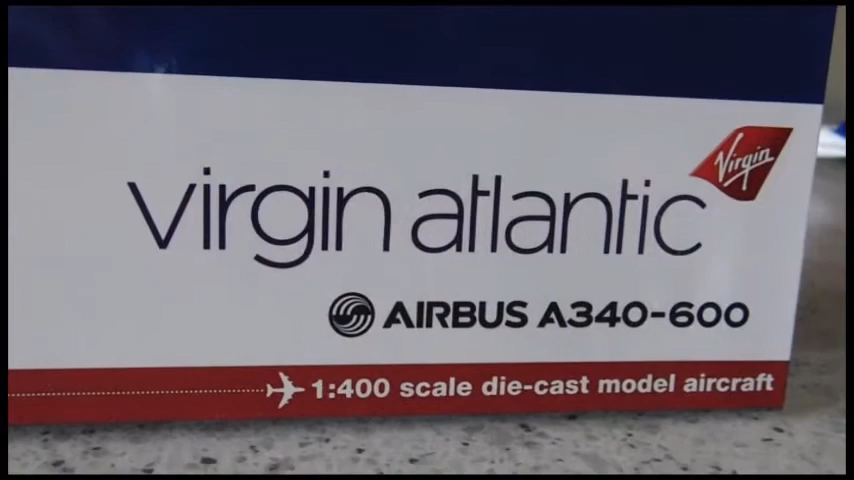 Virgin
virgin atlantic
AIRBUS A340-600
1:400 scale die-cast model aircraft